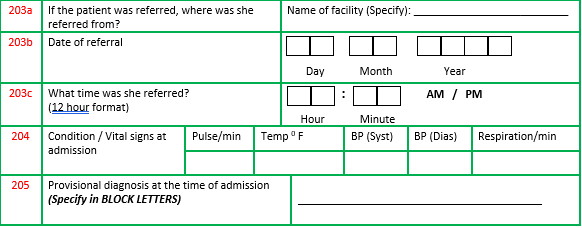 203a If the patient was referred, where was she Name of facility (Specify): ____________________________
referred from?
203b Date of referral
Day Month Year
203c What time was she referred? : AM / PM
(12 hour format)
Hour Minute
204 Condition / Vital signs at Pulse/min Temp ⁰ F BP (Syst) BP (Dias) Respiration/min
admission
205 Provisional diagnosis at the time of admission
(Specify in BLOCK LETTERS) ____________________________